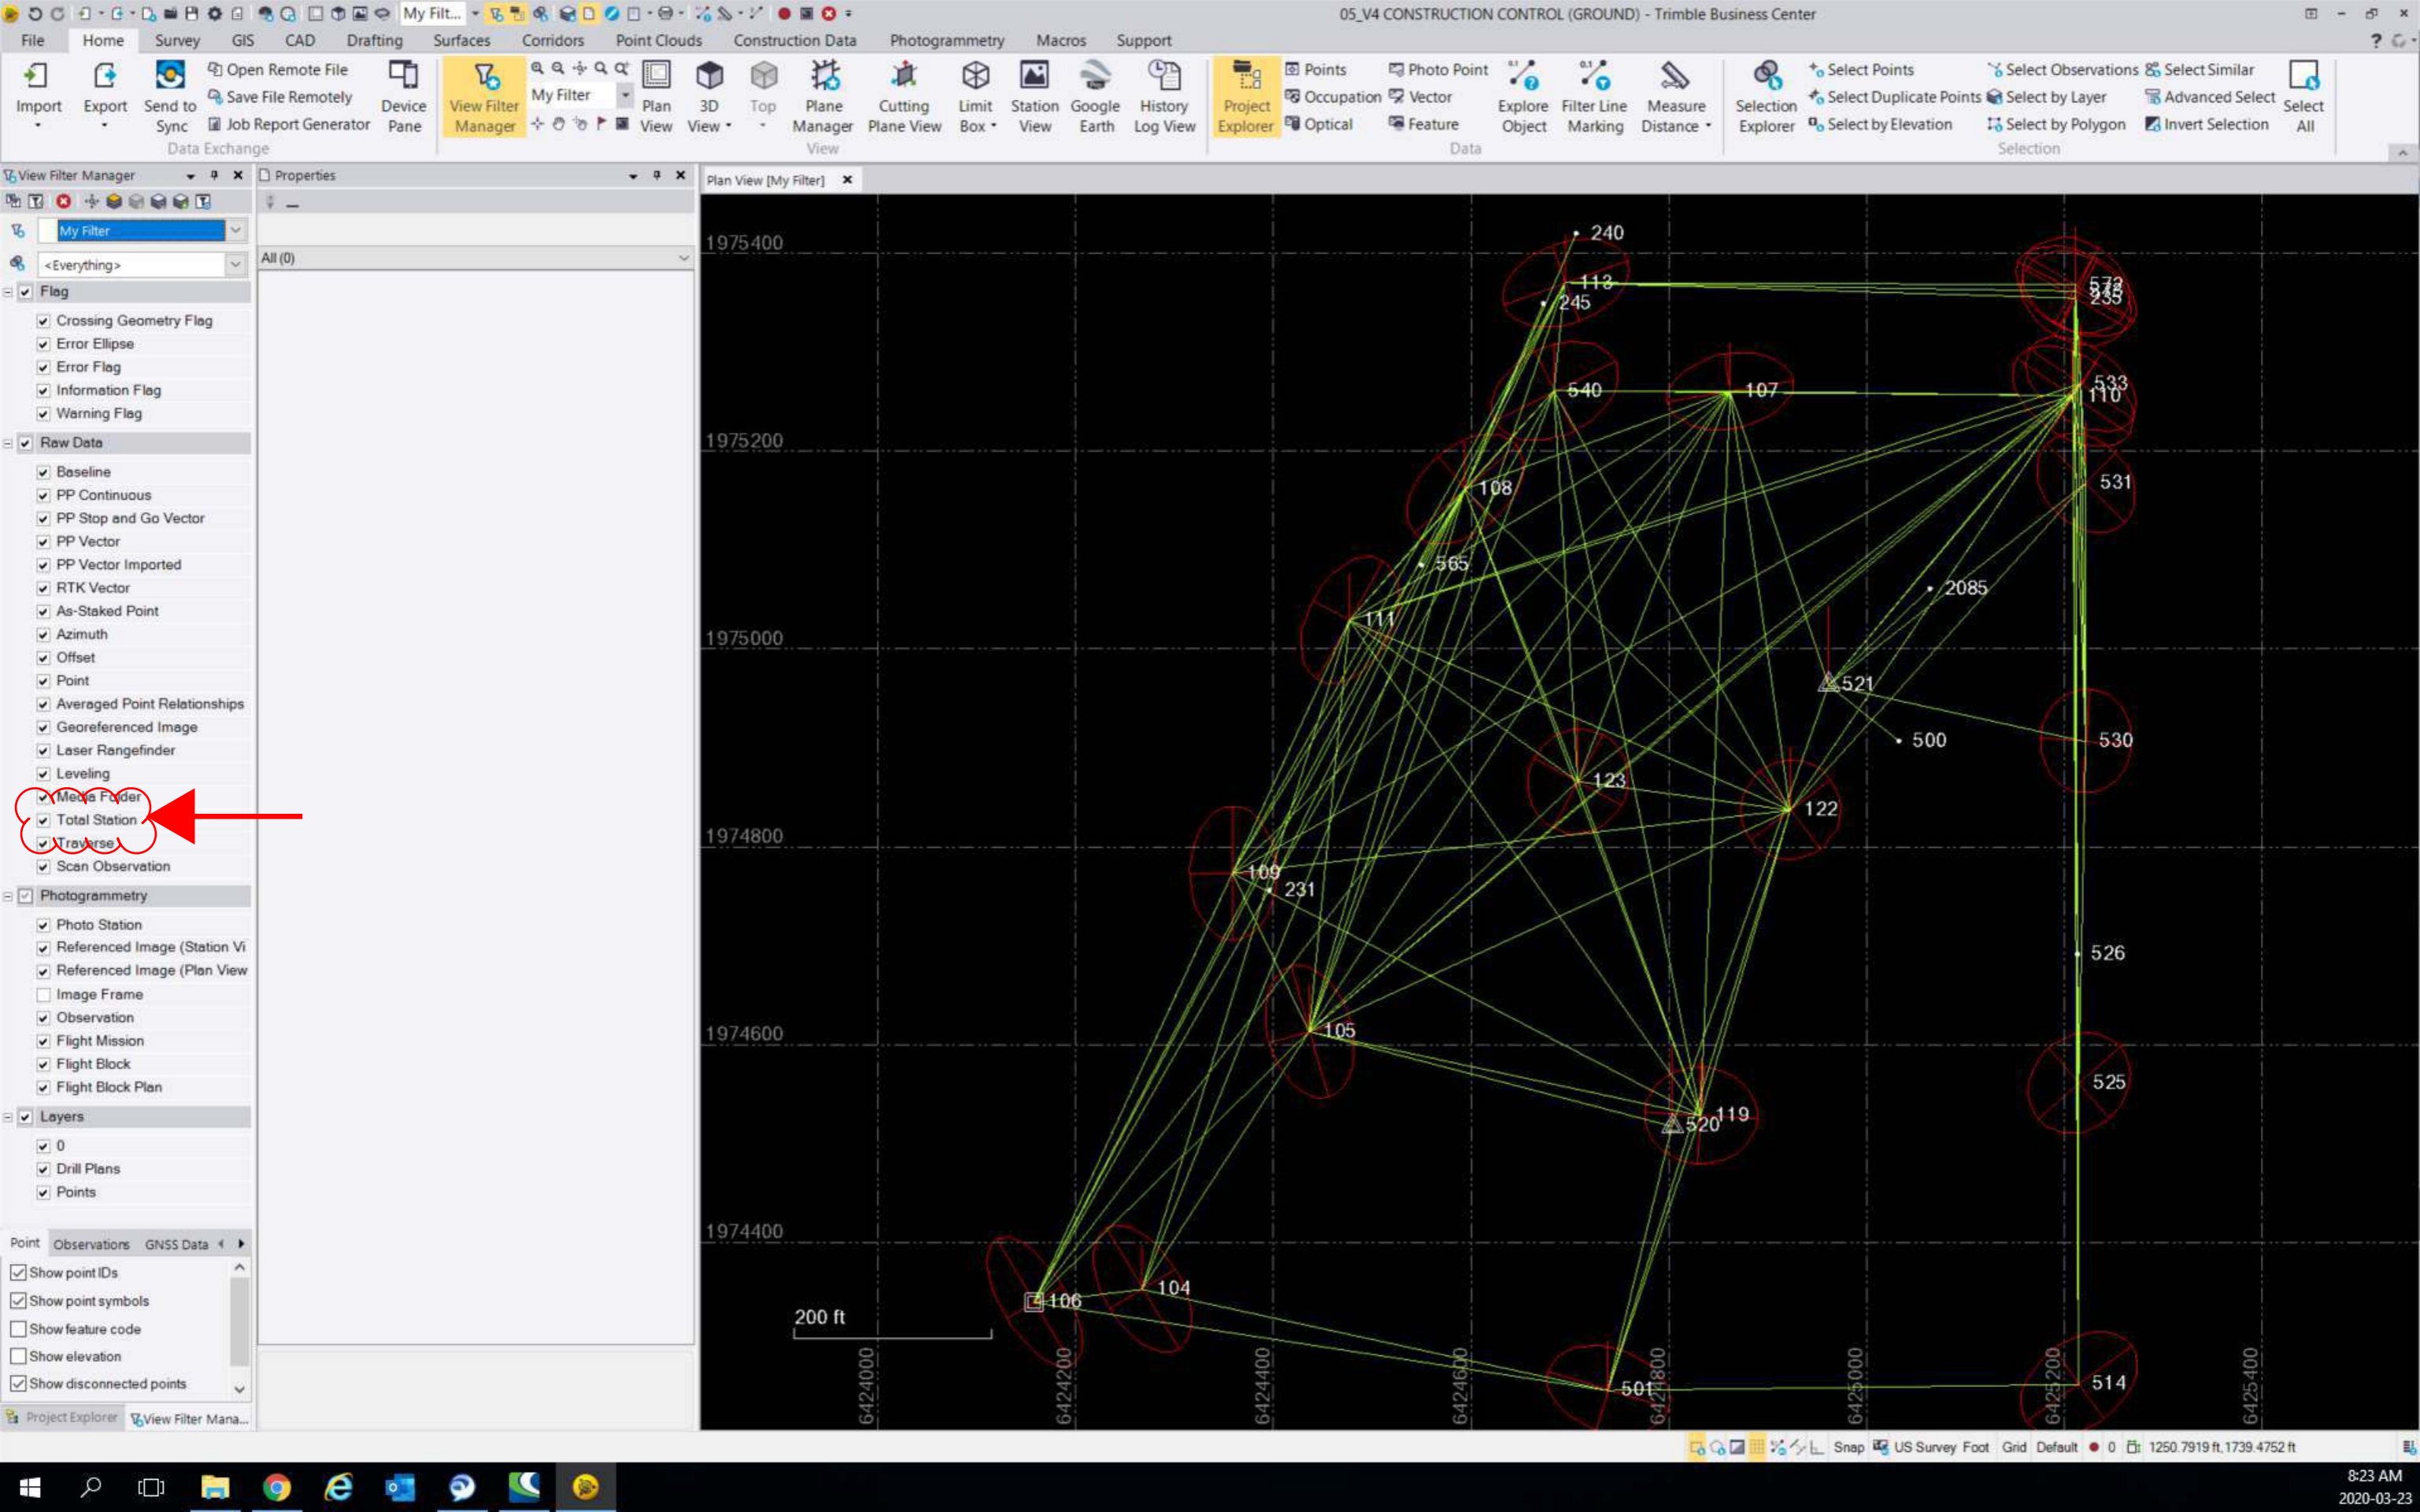 My Filt...
05_V4 CONSTRUCTION CONTROL (GROUND) - Trimble Business Center
File Home Survey GIS CAD Drafting Surfaces Corridors Point Clouds Construction Data Photogrammetry Macros Support
Import
Export
Send to Sync
Open Remote File
Save File Remotely
Job Report Generator
Device Pane
Data Exchange
View Filter Manager
My Filter
Plan View
3D View
Top
Plane Manager
Cutting Plane View
Limit Box
Station View
Google Earth
History Log View
View
Project Explorer
Points
Occupation
Optical
Photo Point
Vector
Feature
Explore Object
Filter Line Marking
Measure Distance
Data
Selection Explorer
Select Points
Select Duplicate Points
Select by Elevation
Select Observations
Select by Layer
Select by Polygon
Select Similar
Advanced Select
Invert Selection
Select All
Selection
View Filter Manager
My Filter
<Everything>
Flag
Crossing Geometry Flag
Error Ellipse
Error Flag
Information Flag
Warning Flag
Raw Data
Baseline
PP Continuous
PP Stop and Go Vector
PP Vector
PP Vector Imported
RTK Vector
As-Staked Point
Azimuth
Offset
Point
Averaged Point Relationships
Georeferenced Image
Laser Rangefinder
Leveling
Media Folder
Total Station
Traverse
Scan Observation
Photogrammetry
Photo Station
Referenced Image (Station Vi
Referenced Image (Plan View
Image Frame
Observation
Flight Mission
Flight Block
Flight Block Plan
Layers
0
Drill Plans
Points
Point Observations GNSS Data
Show point IDs
Show point symbols
Show feature code
Show elevation
Show disconnected points
Project Explorer View Filter Mana...
Properties
All (0)
Plan View [My Filter]
1975400
1975200
1975000
1974800
1974600
1974400
240
113
245
573
235
540
107
533
110
108
531
565
2085
111
521
500
530
123
122
109
231
526
105
525
119
520
104
106
501
514
200 ft
6424000
6424200
6424400
6424600
6424800
6425000
6425200
6425400
Snap US Survey Foot Grid Default 0 1250.7919 ft, 1739.4752 ft
8:23 AM
2020-03-23